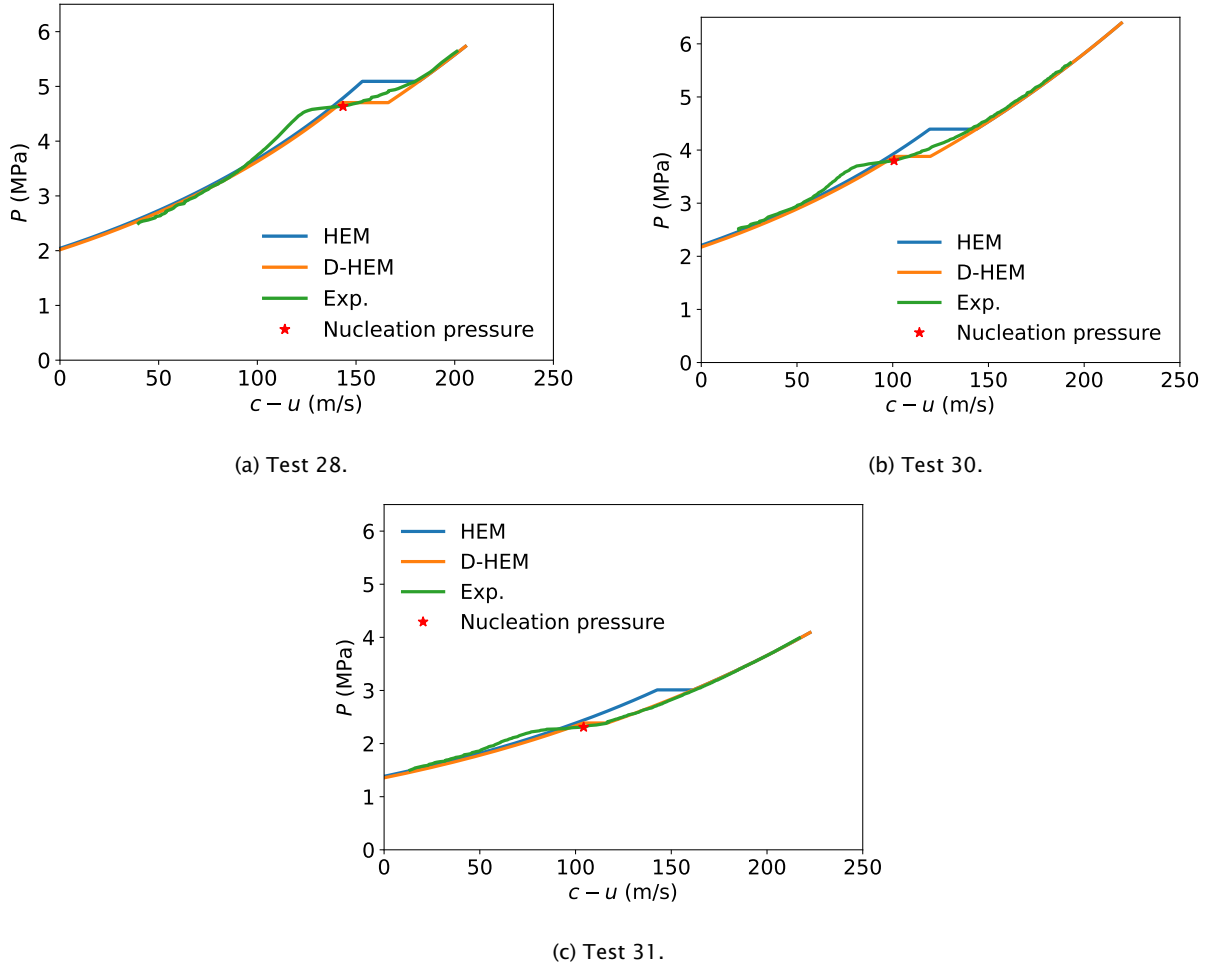 6
5
4
3
2
1
0
P (MPa)
HEM
D-HEM
Exp.
Nucleation pressure
0 50 100 150 200 250
c − u (m/s)
(a) Test 28.
6
5
4
3
2
1
0
P (MPa)
HEM
D-HEM
Exp.
Nucleation pressure
0 50 100 150 200 250
c − u (m/s)
(b) Test 30.
6
5
4
3
2
1
0
P (MPa)
HEM
D-HEM
Exp.
Nucleation pressure
0 50 100 150 200 250
c − u (m/s)
(c) Test 31.